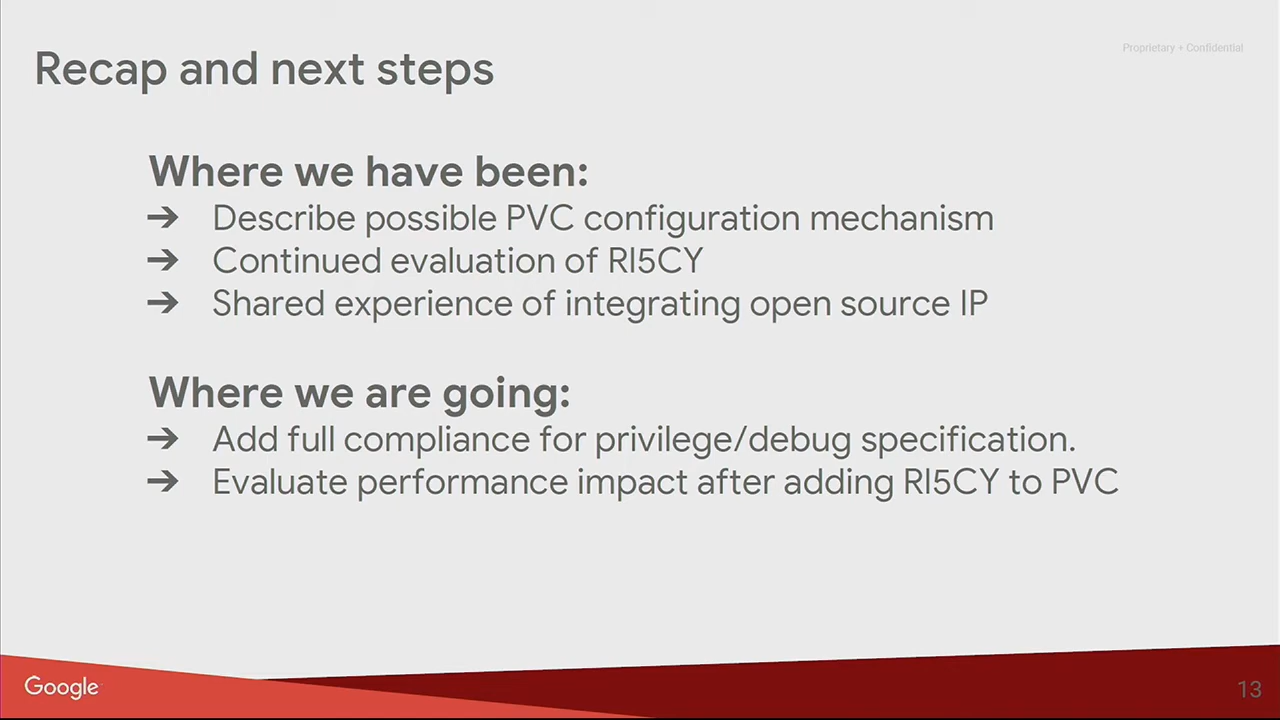 Proprietary + Confidential
Recap and next steps
Where we have been:
➔ Describe possible PVC configuration mechanism
➔ Continued evaluation of RI5CY
➔ Shared experience of integrating open source IP
Where we are going:
➔ Add full compliance for privilege/debug specification.
➔ Evaluate performance impact after adding RI5CY to PVC
Google
13